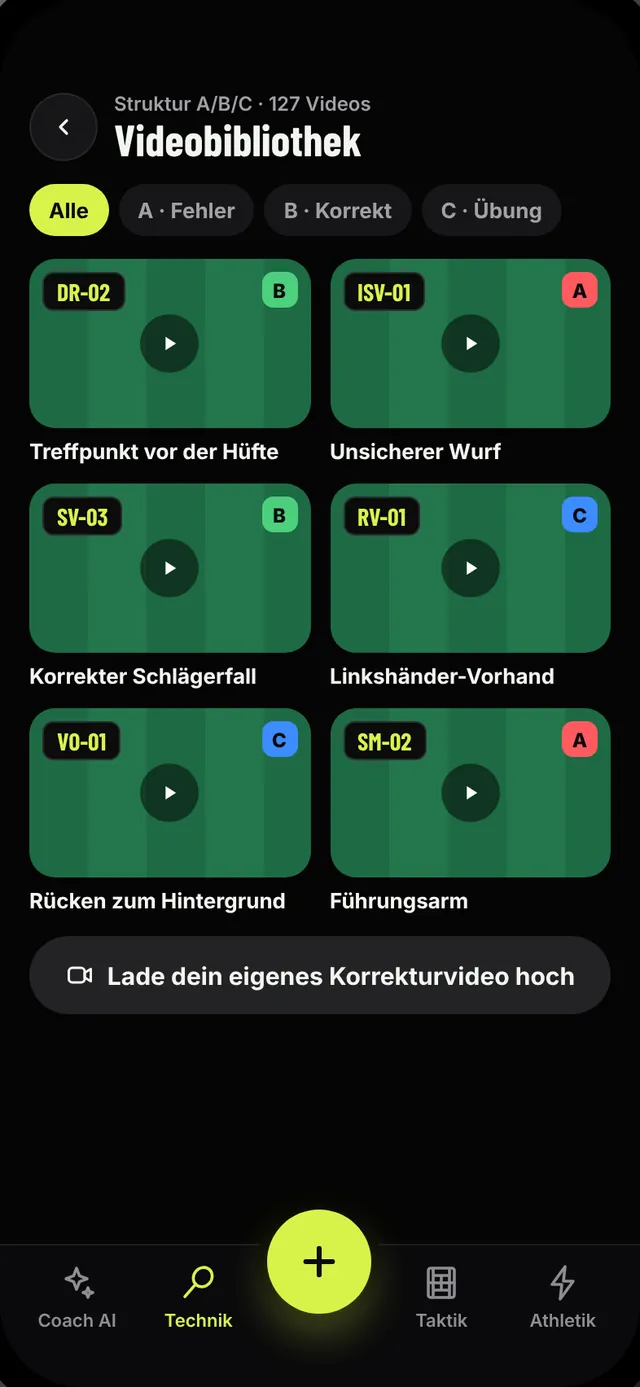 Struktur A/B/C · 127 Videos
Videobibliothek
Alle
A · Fehler
B · Korrekt
C · Übung
DR-02
B
ISV-01
A
Treffpunkt vor der Hüfte
Unsicherer Wurf
SV-03
B
RV-01
C
Korrekter Schlägerfall
Linkshänder-Vorhand
VO-01
C
SM-02
A
Rücken zum Hintergrund
Führungsarm
Lade dein eigenes Korrekturvideo hoch
Coach AI
Technik
Taktik
Athletik